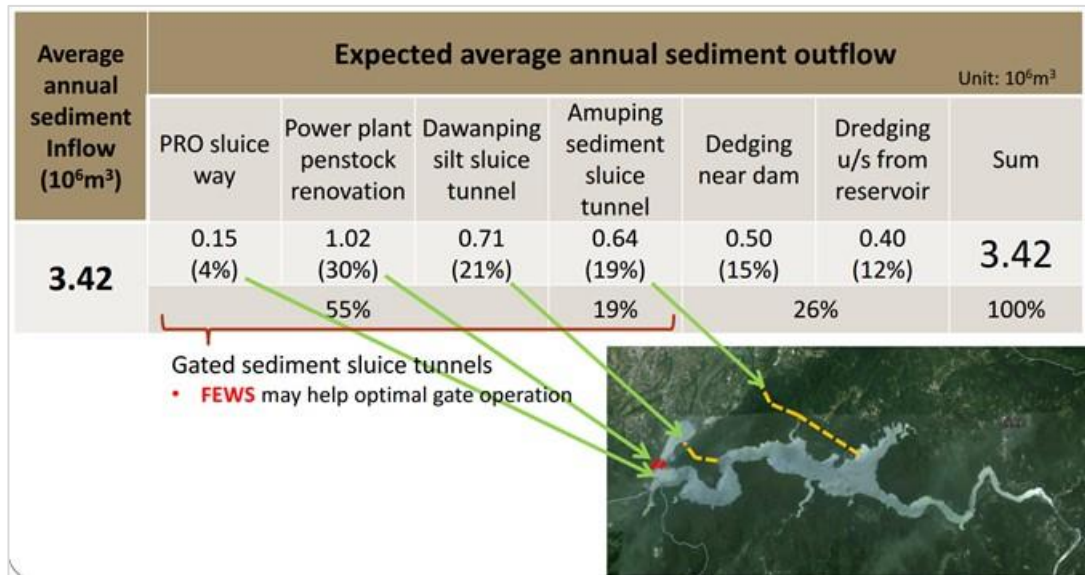 Average
annual
sediment
Inflow
(10⁶m³)
Expected average annual sediment outflow
Unit: 10⁶m³
PRO sluice
way
Power plant
penstock
renovation
Dawanping
silt sluice
tunnel
Amuping
sediment
sluice
tunnel
Dedging
near dam
Dredging
u/s from
reservoir
Sum
3.42
0.15
(4%)
1.02
(30%)
0.71
(21%)
0.64
(19%)
0.50
(15%)
0.40
(12%)
3.42
55%
19%
26%
100%
Gated sediment sluice tunnels
• FEWS may help optimal gate operation